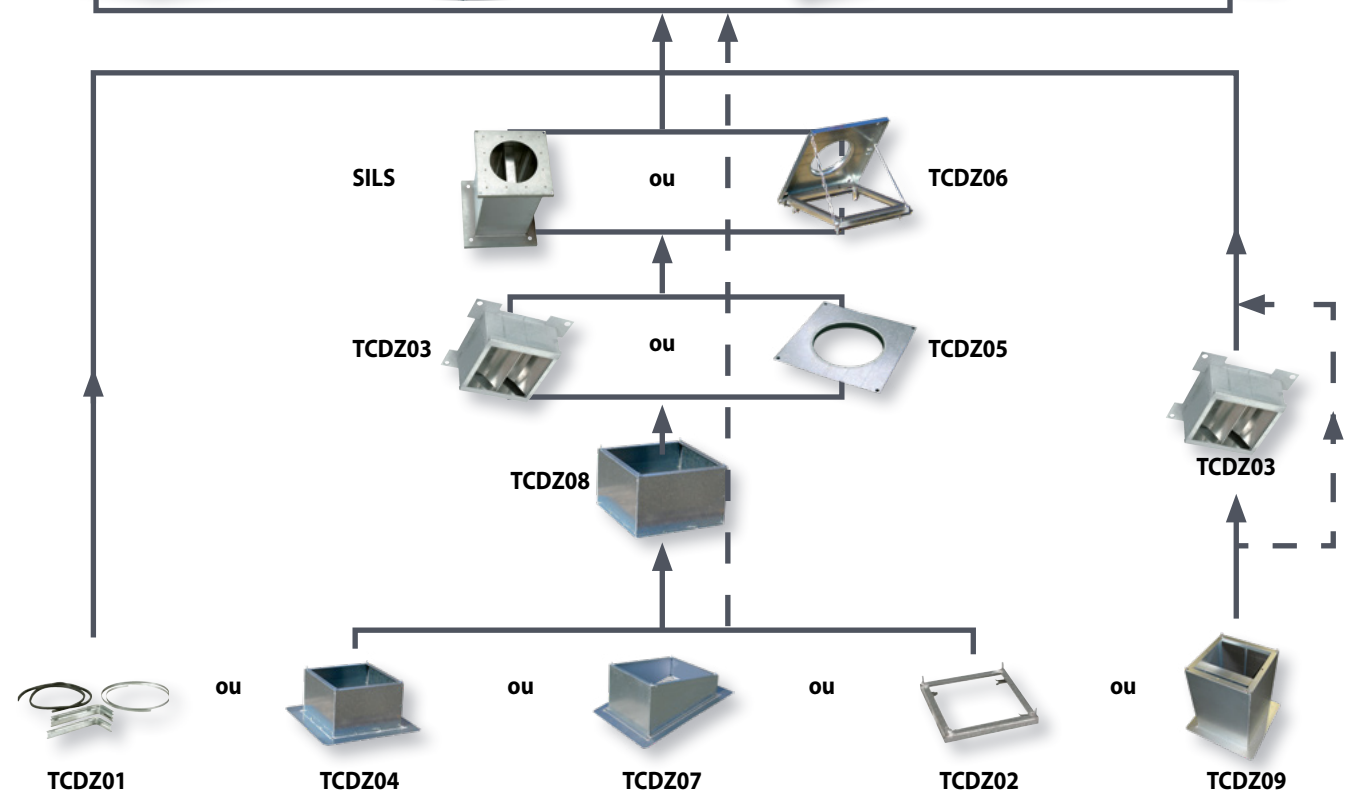 SILS
ou
TCDZ06
TCDZ03
ou
TCDZ05
TCDZ08
TCDZ03
ou
ou
ou
ou
TCDZ01
TCDZ04
TCDZ07
TCDZ02
TCDZ09